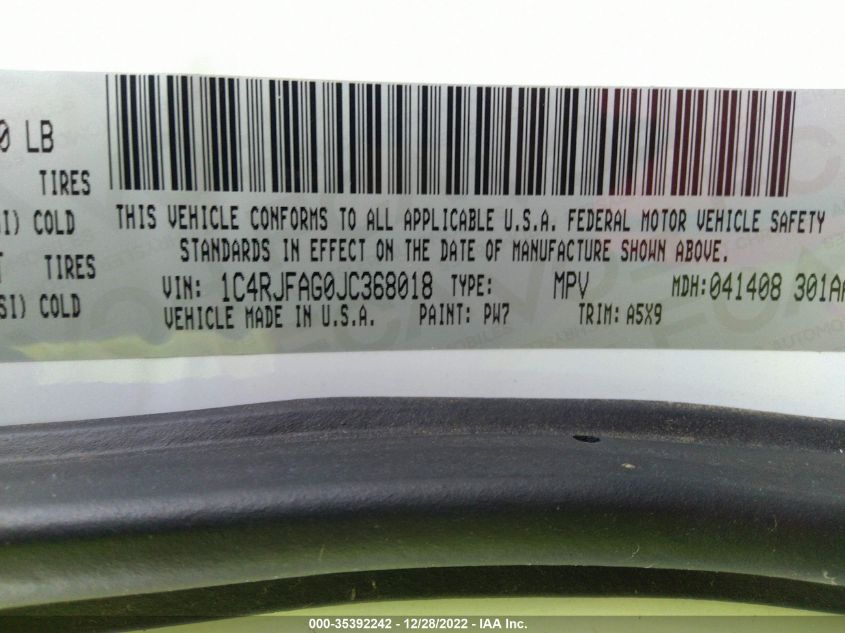 0 LB
TIRES
SI) COLD
TIRES
SI) COLD
THIS VEHICLE CONFORMS TO ALL APPLICABLE U.S.A. FEDERAL MOTOR VEHICLE SAFETY
STANDARDS IN EFFECT ON THE DATE OF MANUFACTURE SHOWN ABOVE.
VIN: 1C4RJFAG0JC368018 TYPE: MPV MDH:041408 301AA
VEHICLE MADE IN U.S.A. PAINT: PW7 TRIM: A5X9
000-35392242 - 12/28/2022 - IAA Inc.